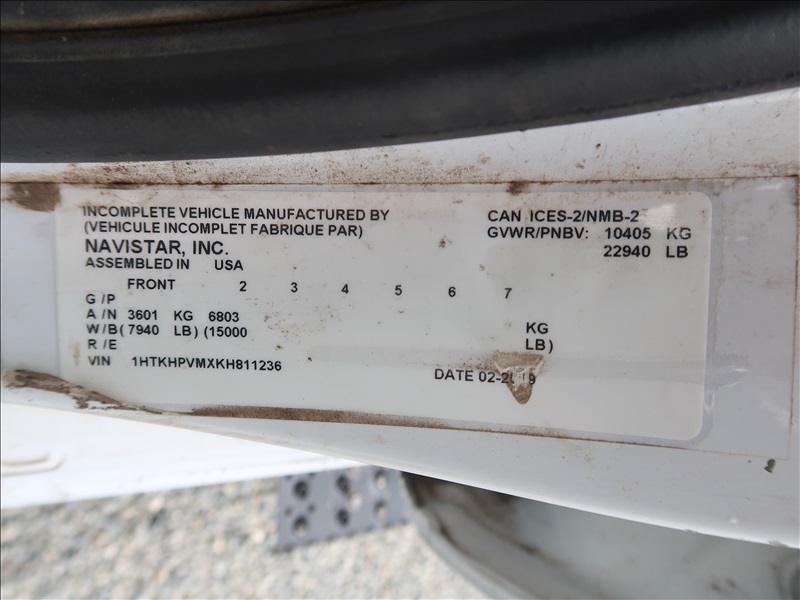 INCOMPLETE VEHICLE MANUFACTURED BY
(VEHICULE INCOMPLET FABRIQUE PAR)
NAVISTAR, INC.
ASSEMBLED IN USA
CAN ICES-2/NMB-2
GVWR/PNBV: 10405 KG
22940 LB
FRONT 2 3 4 5 6 7
G /P
A /N 3601 KG 6803 KG
W/B( 7940 LB) (15000 LB)
R /E
VIN 1HTKHPVMXKH811236
DATE 02-2019